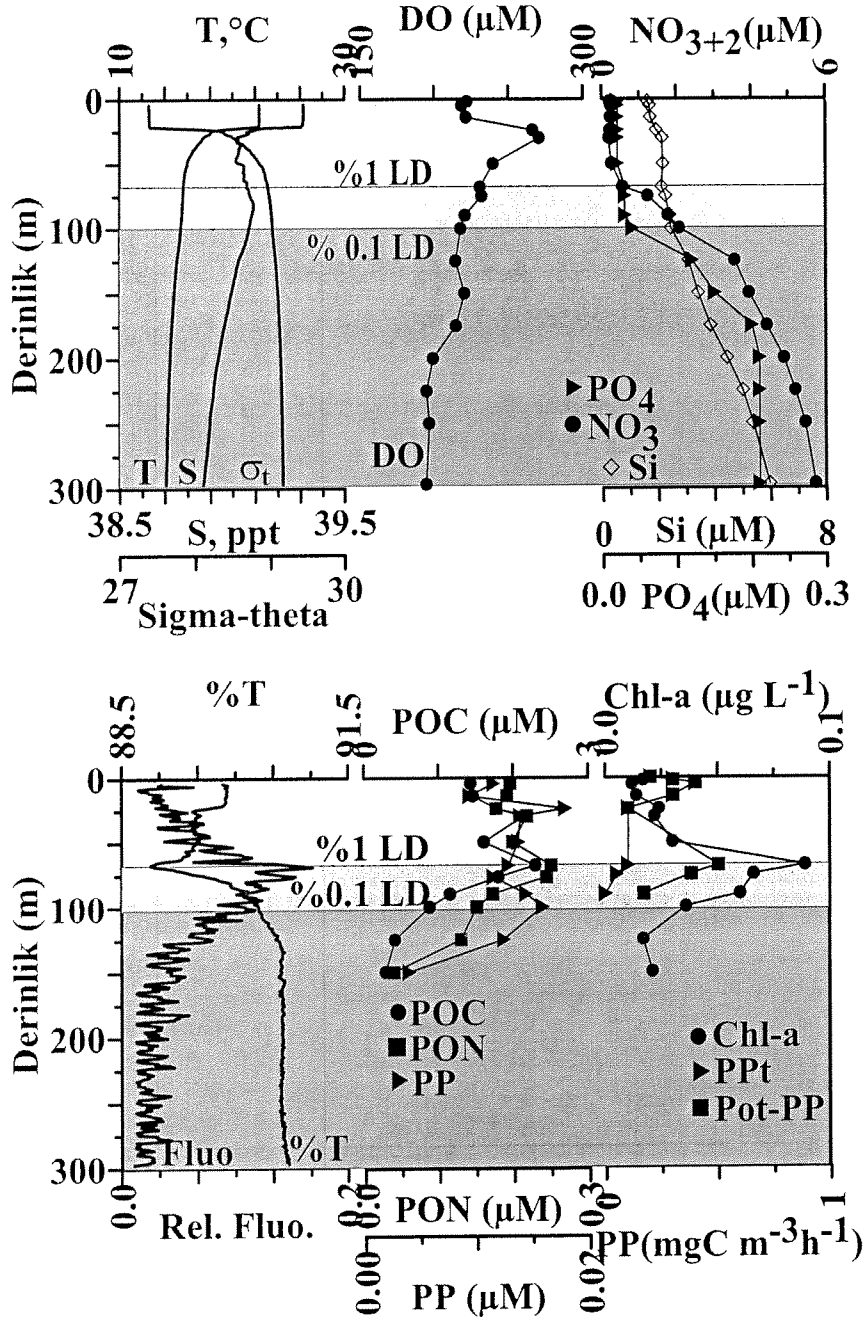 T,°C
DO (µM)
NO3+2(µM)
10
30
150
300
0
6
0
100
200
300
Derinlik (m)
%1 LD
% 0.1 LD
PO4
NO3
Si
T
S
σt
DO
38.5
39.5
S, ppt
27
30
Sigma-theta
0
Si (µM)
8
0.0
PO4(µM)
0.3
%T
POC (µM)
Chl-a (µg L-1)
88.5
91.5
0
3
0.0
0.1
0
100
200
300
Derinlik (m)
%1 LD
%0.1 LD
POC
PON
PP
Chl-a
PPt
Pot-PP
Fluo
%T
0.0
0.2
Rel. Fluo.
0.0
PON (µM)
0.3
0
1
PP(mgC m-3h-1)
0.00
PP (µM)
0.02